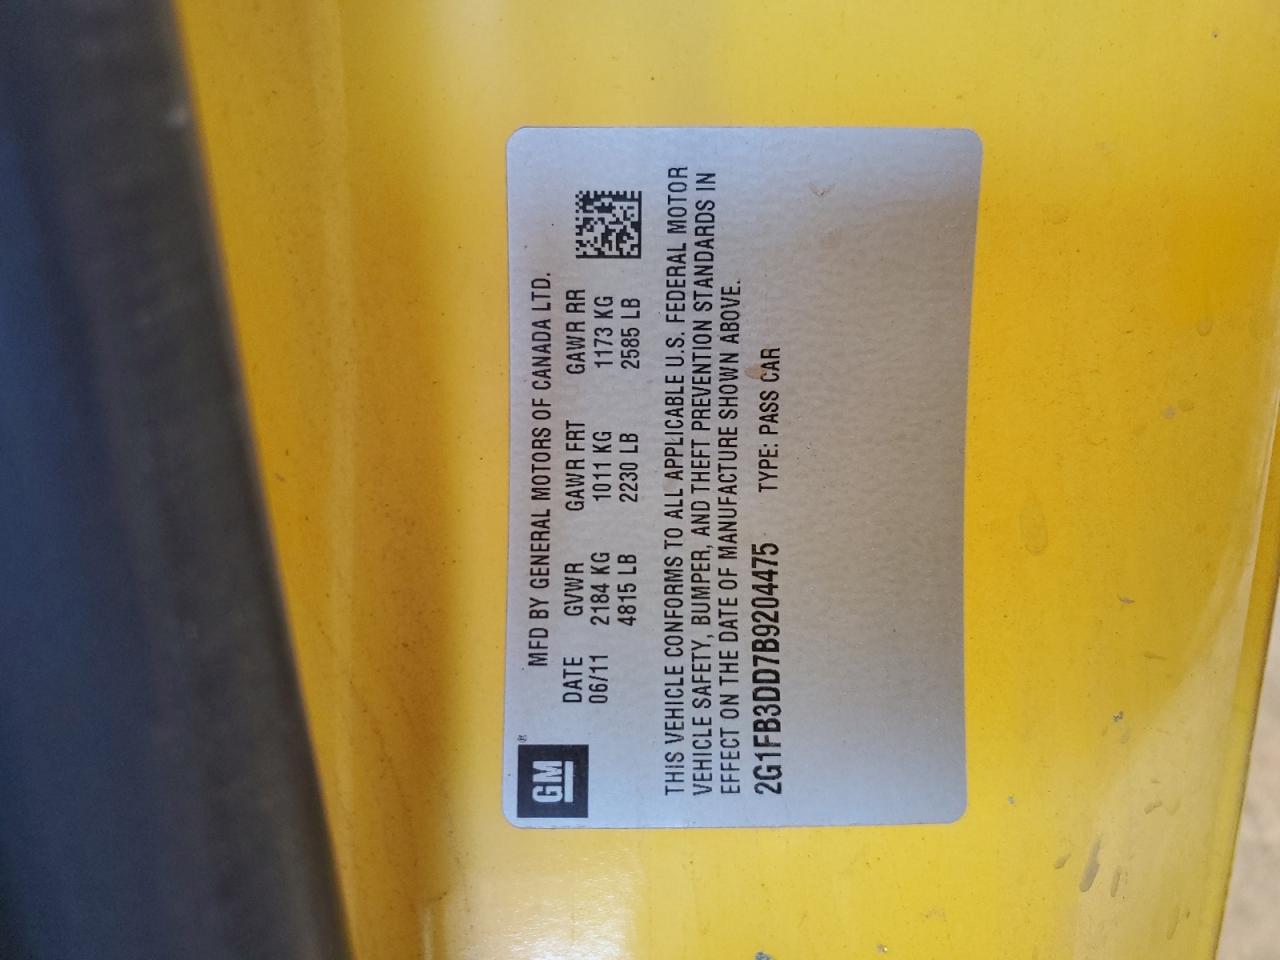 GM®
MFD BY GENERAL MOTORS OF CANADA LTD.
DATE GVWR GAWR FRT GAWR RR
06/11 2184 KG 1011 KG 1173 KG
4815 LB 2230 LB 2585 LB
THIS VEHICLE CONFORMS TO ALL APPLICABLE U.S. FEDERAL MOTOR
VEHICLE SAFETY, BUMPER, AND THEFT PREVENTION STANDARDS IN
EFFECT ON THE DATE OF MANUFACTURE SHOWN ABOVE.
2G1FB3DD7B9204475 TYPE: PASS CAR